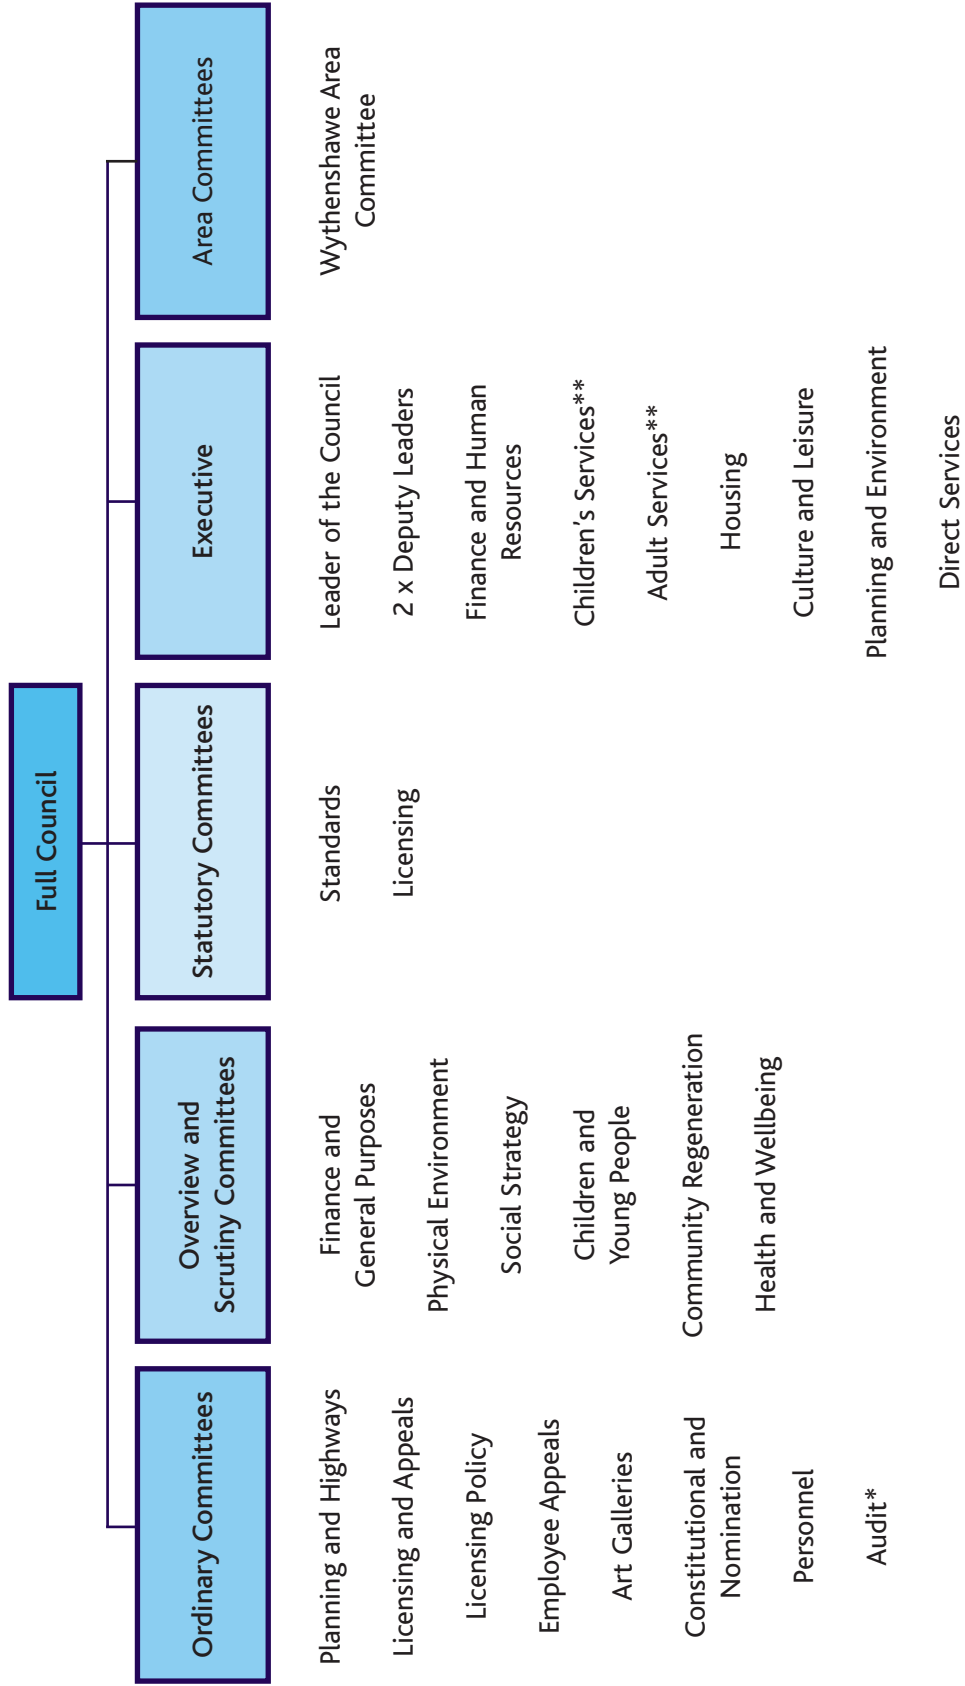 Full Council
Ordinary Committees
Planning and Highways
Licensing and Appeals
Licensing Policy
Employee Appeals
Art Galleries
Constitutional and
Nomination
Personnel
Audit*
Overview and
Scrutiny Committees
Finance and
General Purposes
Physical Environment
Social Strategy
Children and
Young People
Community Regeneration
Health and Wellbeing
Statutory Committees
Standards
Licensing
Executive
Leader of the Council
2 x Deputy Leaders
Finance and Human
Resources
Children's Services**
Adult Services**
Housing
Culture and Leisure
Planning and Environment
Direct Services
Area Committees
Wythenshawe Area
Committee